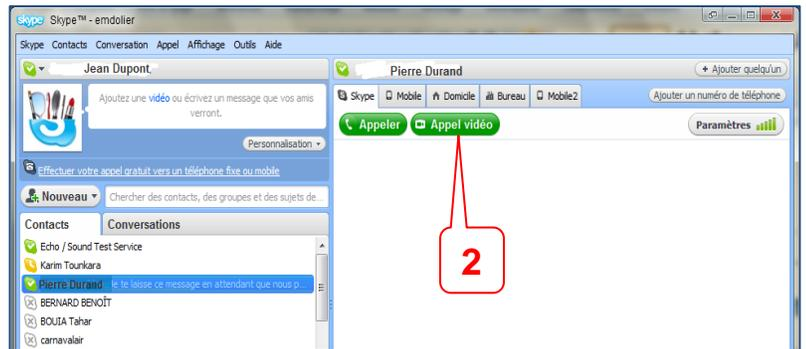 skype Skype™ - emdolier
Skype Contacts Conversation Appel Affichage Outils Aide
Jean Dupont,
Ajoutez une vidéo ou écrivez un message que vos amis
verront.
Personnalisation
Effectuer votre appel gratuit vers un téléphone fixe ou mobile
Nouveau
Chercher des contacts, des groupes et des sujets de...
Contacts Conversations
Echo / Sound Test Service
Karim Tounkara
Pierre Durand Je te laisse ce message en attendant que nous p...
BERNARD BENOÎT
BOUIA Tahar
carnavalair
Pierre Durand
+ Ajouter quelqu'un
Skype Mobile Domicile Bureau Mobile2
Ajouter un numéro de téléphone
Appeler Appel vidéo
Paramètres
2